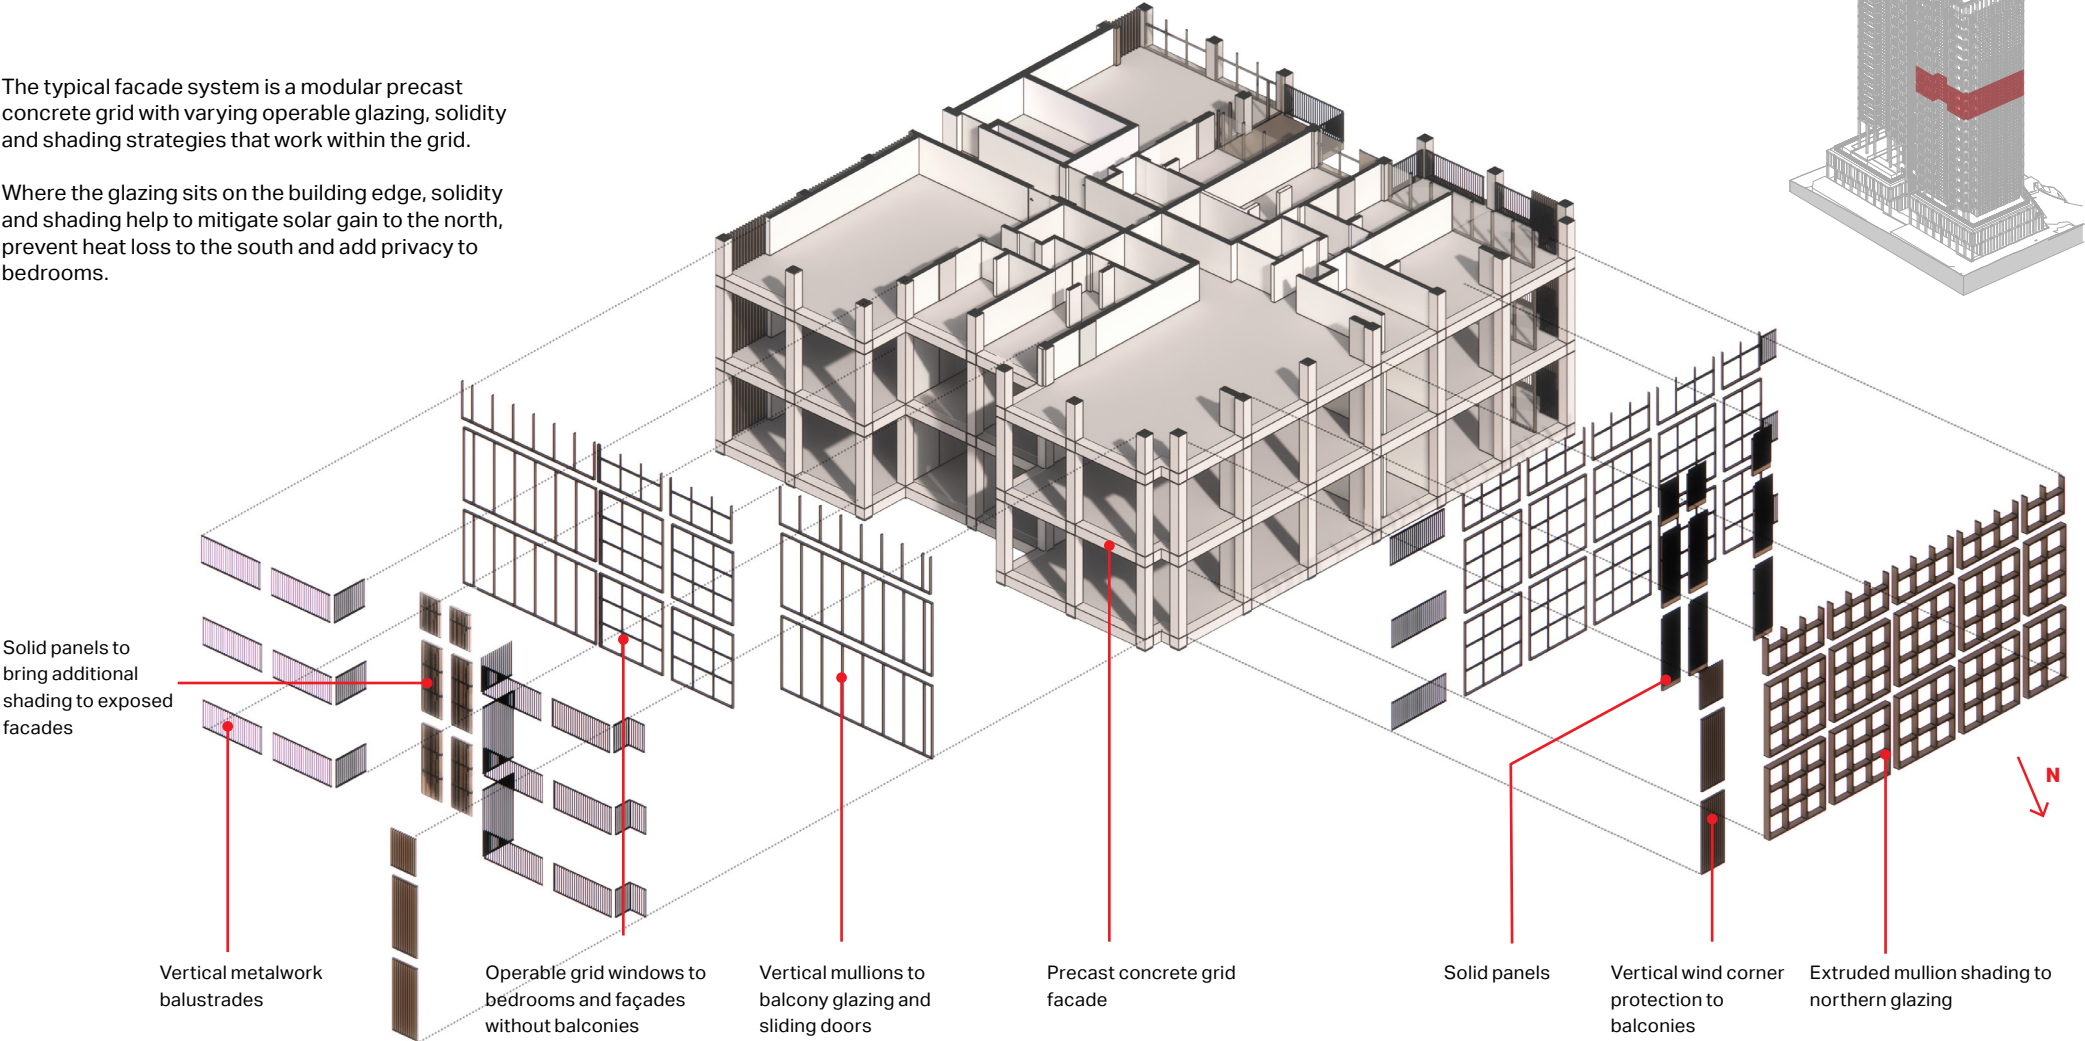 The typical facade system is a modular precast
concrete grid with varying operable glazing, solidity
and shading strategies that work within the grid.
Where the glazing sits on the building edge, solidity
and shading help to mitigate solar gain to the north,
prevent heat loss to the south and add privacy to
bedrooms.
Solid panels to
bring additional
shading to exposed
facades
N
Vertical metalwork
balustrades
Operable grid windows to
bedrooms and façades
without balconies
Vertical mullions to
balcony glazing and
sliding doors
Precast concrete grid
facade
Solid panels
Vertical wind corner
protection to
balconies
Extruded mullion shading to
northern glazing